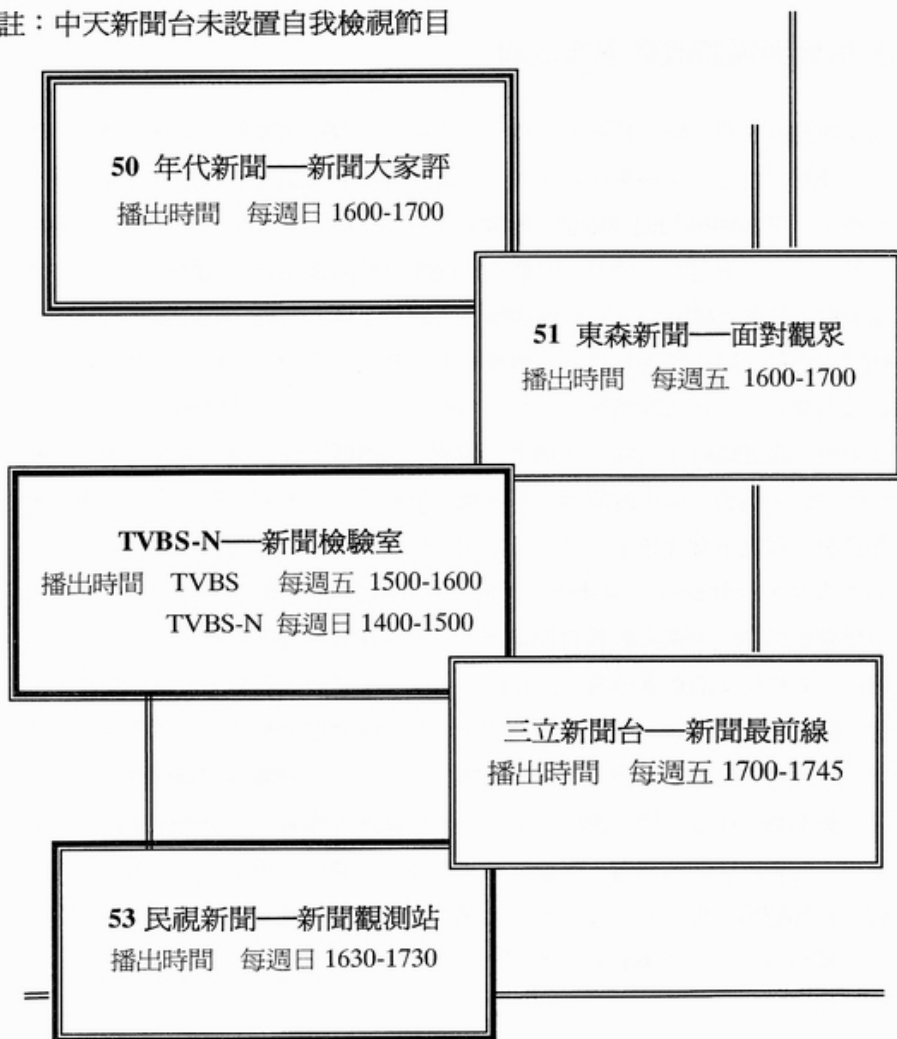 註：中天新聞台未設置自我檢視節目
50 年代新聞──新聞大家評
播出時間 每週日 1600-1700
51 東森新聞──面對觀眾
播出時間 每週五 1600-1700
TVBS-N──新聞檢驗室
播出時間 TVBS 每週五 1500-1600
TVBS-N 每週日 1400-1500
三立新聞台──新聞最前線
播出時間 每週五 1700-1745
53 民視新聞──新聞觀測站
播出時間 每週日 1630-1730